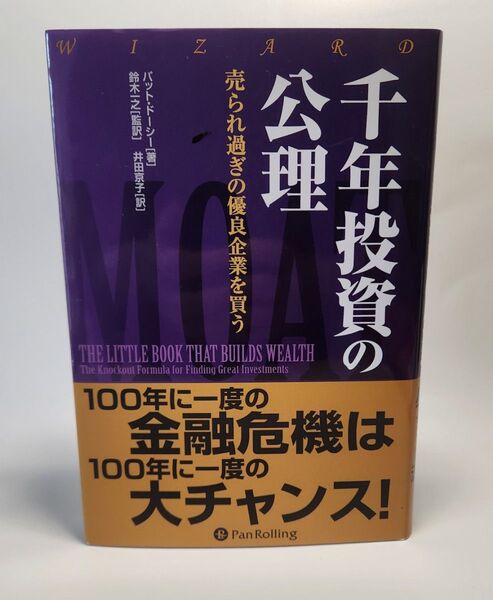 WIZARD
千年投資の
公理
売られ過ぎの優良企業を買う
パット・ドーシー[著]
鈴木一之[監訳] 井田京子[訳]
MOAT
THE LITTLE BOOK THAT BUILDS WEALTH
The Knockout Formula for Finding Great Investments
100年に一度の
金融危機は
100年に一度の
大チャンス!
PanRolling